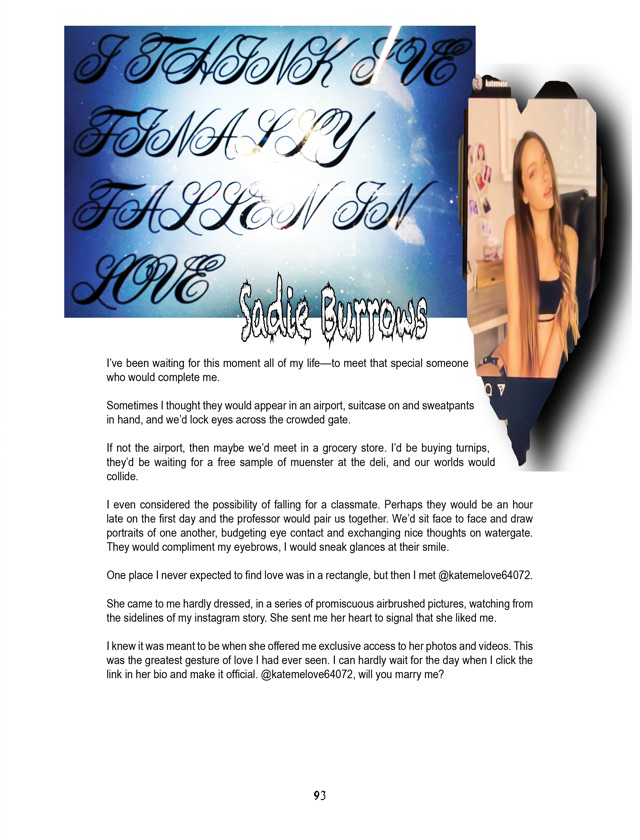 I THINK I'VE
FINALLY
FALLEN IN
LOVE
Sadie Burrows
I've been waiting for this moment all of my life—to meet that special someone
who would complete me.
Sometimes I thought they would appear in an airport, suitcase on and sweatpants
in hand, and we'd lock eyes across the crowded gate.
If not the airport, then maybe we'd meet in a grocery store. I'd be buying turnips,
they'd be waiting for a free sample of muenster at the deli, and our worlds would
collide.
I even considered the possibility of falling for a classmate. Perhaps they would be an hour
late on the first day and the professor would pair us together. We'd sit face to face and draw
portraits of one another, budgeting eye contact and exchanging nice thoughts on watergate.
They would compliment my eyebrows, I would sneak glances at their smile.
One place I never expected to find love was in a rectangle, but then I met @katemelove64072.
She came to me hardly dressed, in a series of promiscuous airbrushed pictures, watching from
the sidelines of my instagram story. She sent me her heart to signal that she liked me.
I knew it was meant to be when she offered me exclusive access to her photos and videos. This
was the greatest gesture of love I had ever seen. I can hardly wait for the day when I click the
link in her bio and make it official. @katemelove64072, will you marry me?
93